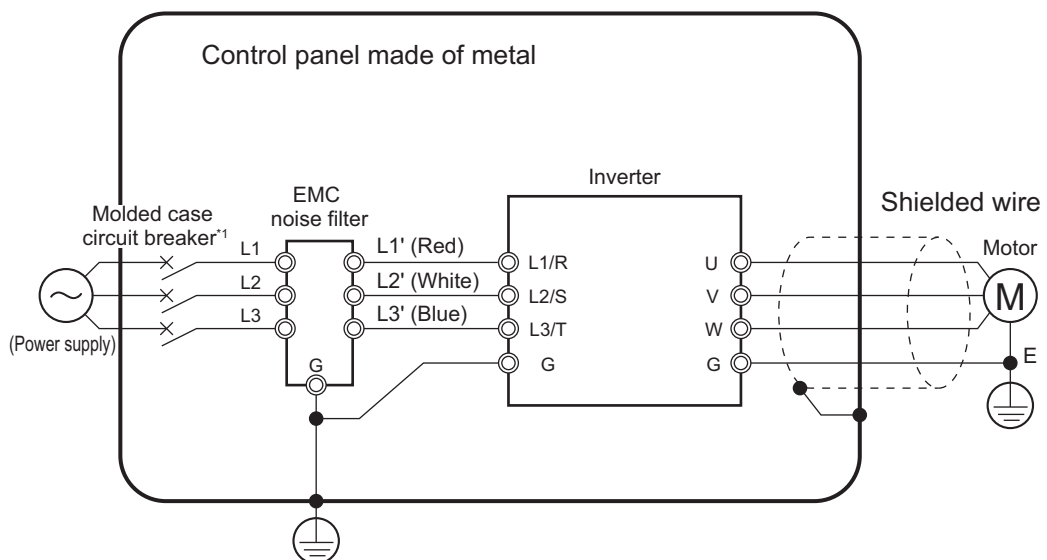 Control panel made of metal
Inverter
EMC
noise filter
Molded case
circuit breaker*1
Shielded wire
Motor
L1
L1' (Red)
L1/R
U
L2
L2' (White)
L2/S
V
M
L3
L3' (Blue)
L3/T
W
(Power supply)
G
G
G
E